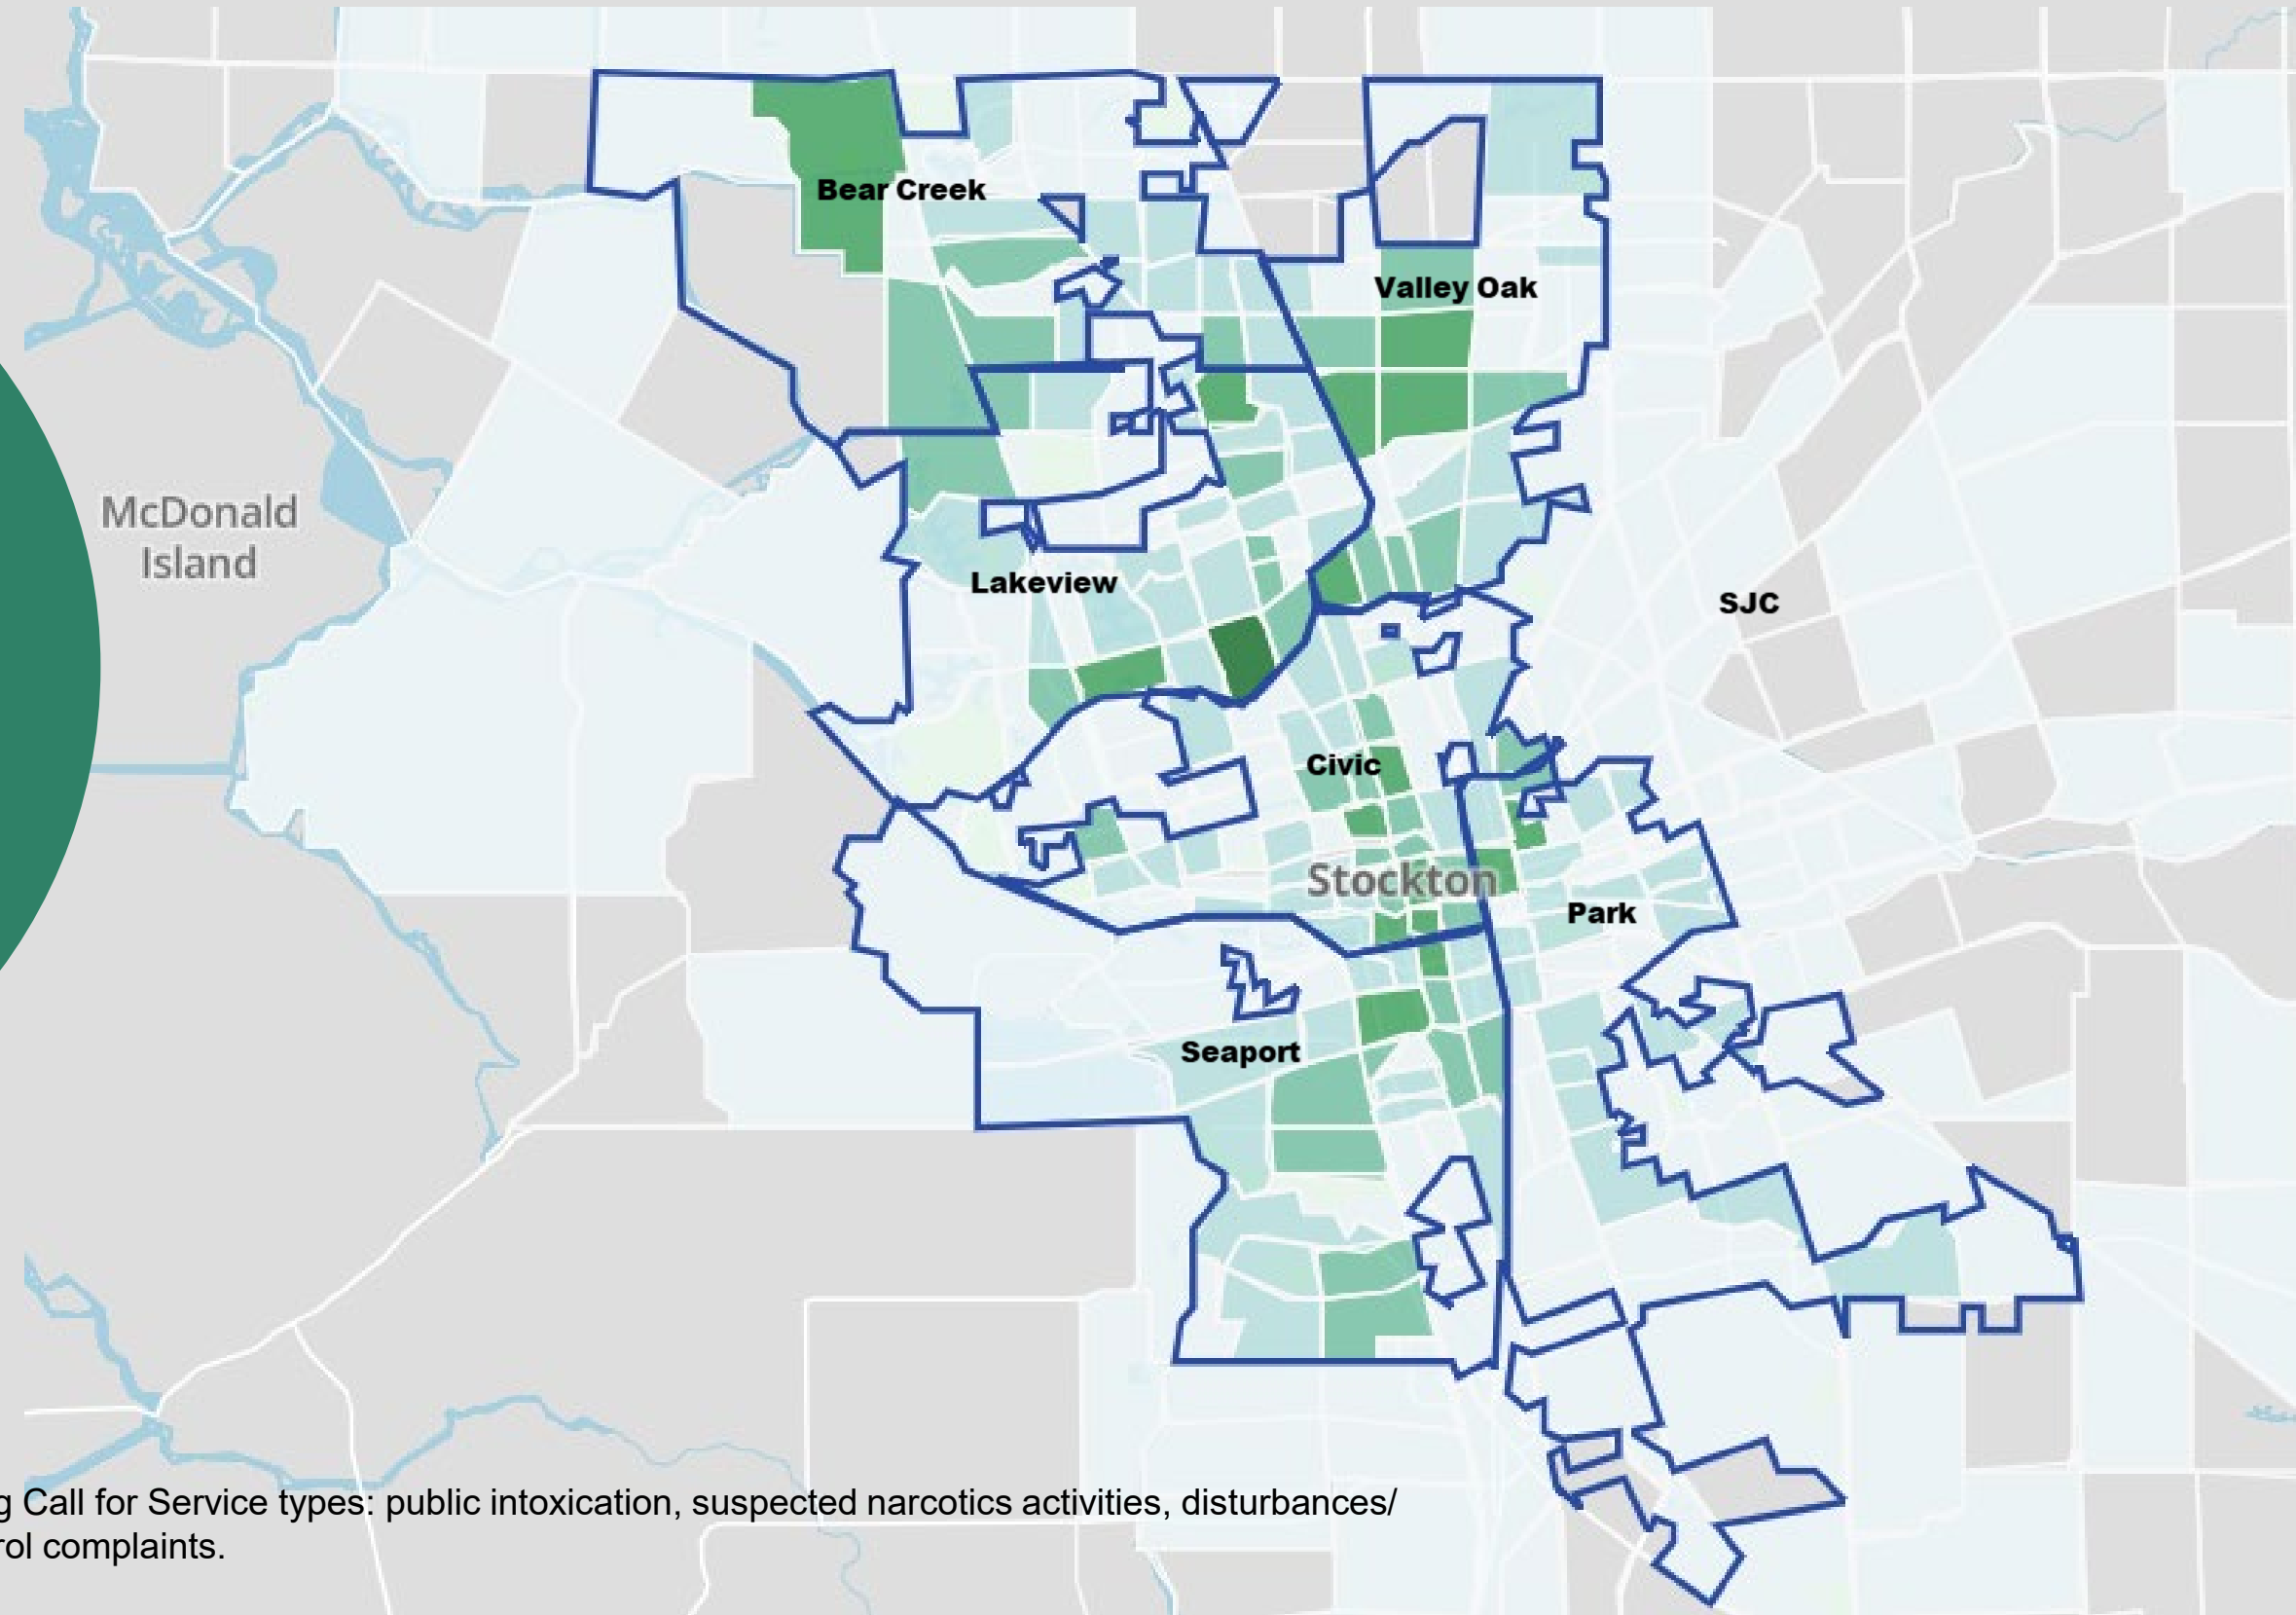 Bear Creek
Valley Oak
McDonald
Island
Lakeview
SJC
Civic
Stockton
Park
Seaport
g Call for Service types: public intoxication, suspected narcotics activities, disturbances/
rol complaints.